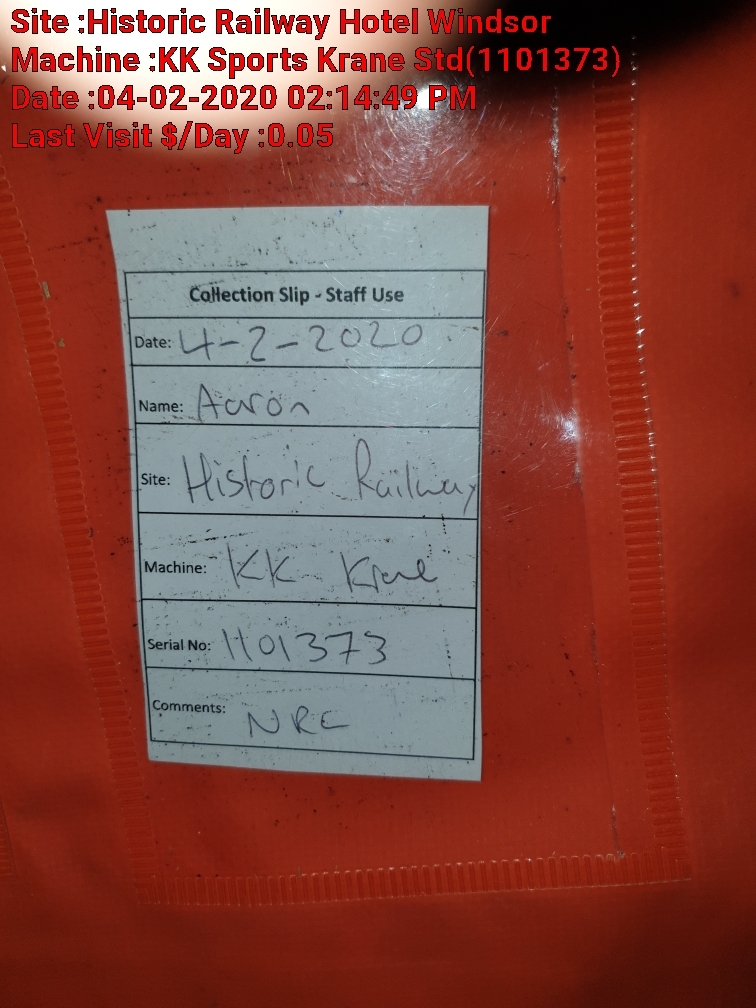 Site :Historic Railway Hotel Windsor
Machine :KK Sports Krane Std(1101373)
Date :04-02-2020 02:14:49 PM
Last Visit $/Day :0.05
Collection Slip - Staff Use
Date: 4-2-2020
Name: Aaron
Site: Historic Railway
Machine: KK Krane
Serial No: 1101373
Comments: NRE